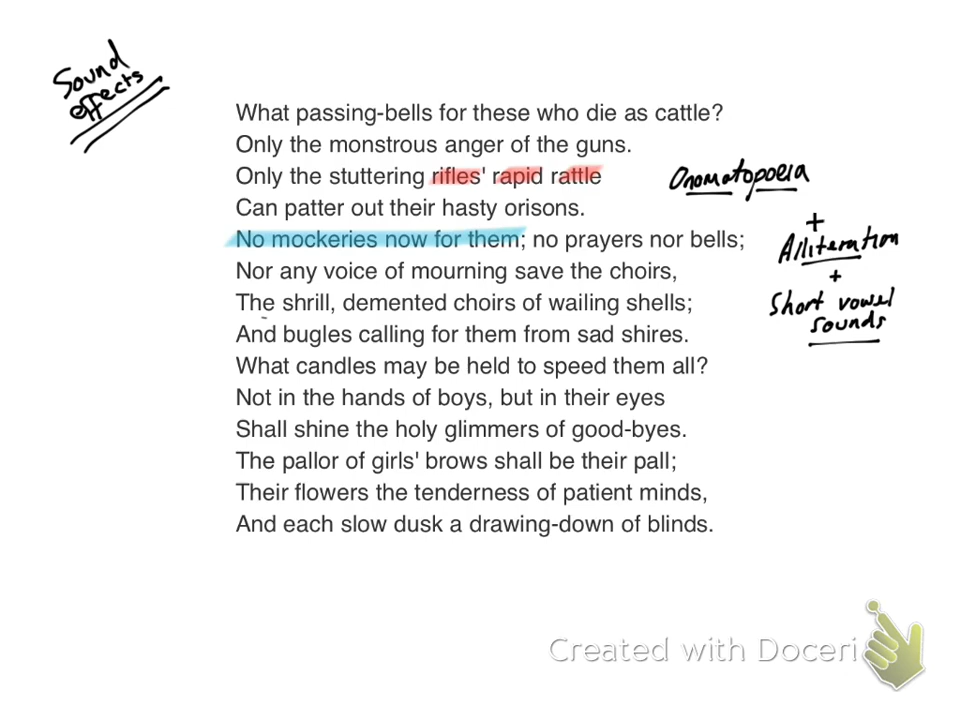 Sound
effects
What passing-bells for these who die as cattle?
Only the monstrous anger of the guns.
Only the stuttering rifles' rapid rattle
Can patter out their hasty orisons.
No mockeries now for them; no prayers nor bells;
Nor any voice of mourning save the choirs,
The shrill, demented choirs of wailing shells;
And bugles calling for them from sad shires.
What candles may be held to speed them all?
Not in the hands of boys, but in their eyes
Shall shine the holy glimmers of good-byes.
The pallor of girls' brows shall be their pall;
Their flowers the tenderness of patient minds,
And each slow dusk a drawing-down of blinds.
Onomatopoeia
+
Alliteration
+
Short vowel
sounds
Created with Doceri